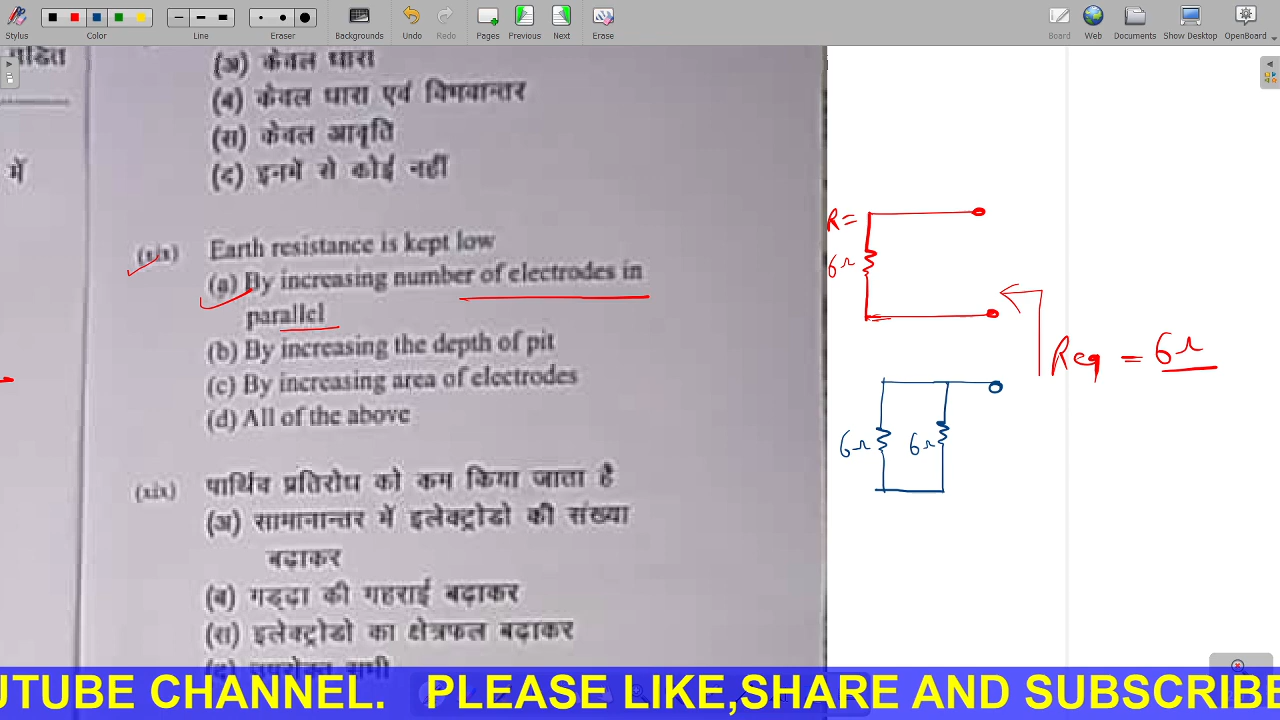 Stylus
Color
Line
Eraser
Backgrounds
Undo
Redo
Pages
Previous
Next
Erase
Board
Web
Documents
Show Desktop
OpenBoard
में
(अ) केवल धारा
(ब) केवल धारा एवं विभवान्तर
(स) केवल आवृति
(द) इनमें से कोई नहीं
(xix) Earth resistance is kept low
(a) By increasing number of electrodes in
parallel
(b) By increasing the depth of pit
(c) By increasing area of electrodes
(d) All of the above
(xix) पार्थिव प्रतिरोध को कम किया जाता है
(अ) सामानान्तर में इलेक्ट्रोडो की संख्या
बढ़ाकर
(ब) गड्ढ़ा की गहराई बढ़ाकर
(स) इलेक्ट्रोडो का क्षेत्रफल बढ़ाकर
(द) उपरोक्त सभी
R=
6Ω
Req = 6Ω
6Ω 6Ω
UTUBE CHANNEL. PLEASE LIKE,SHARE AND SUBSCRIBE